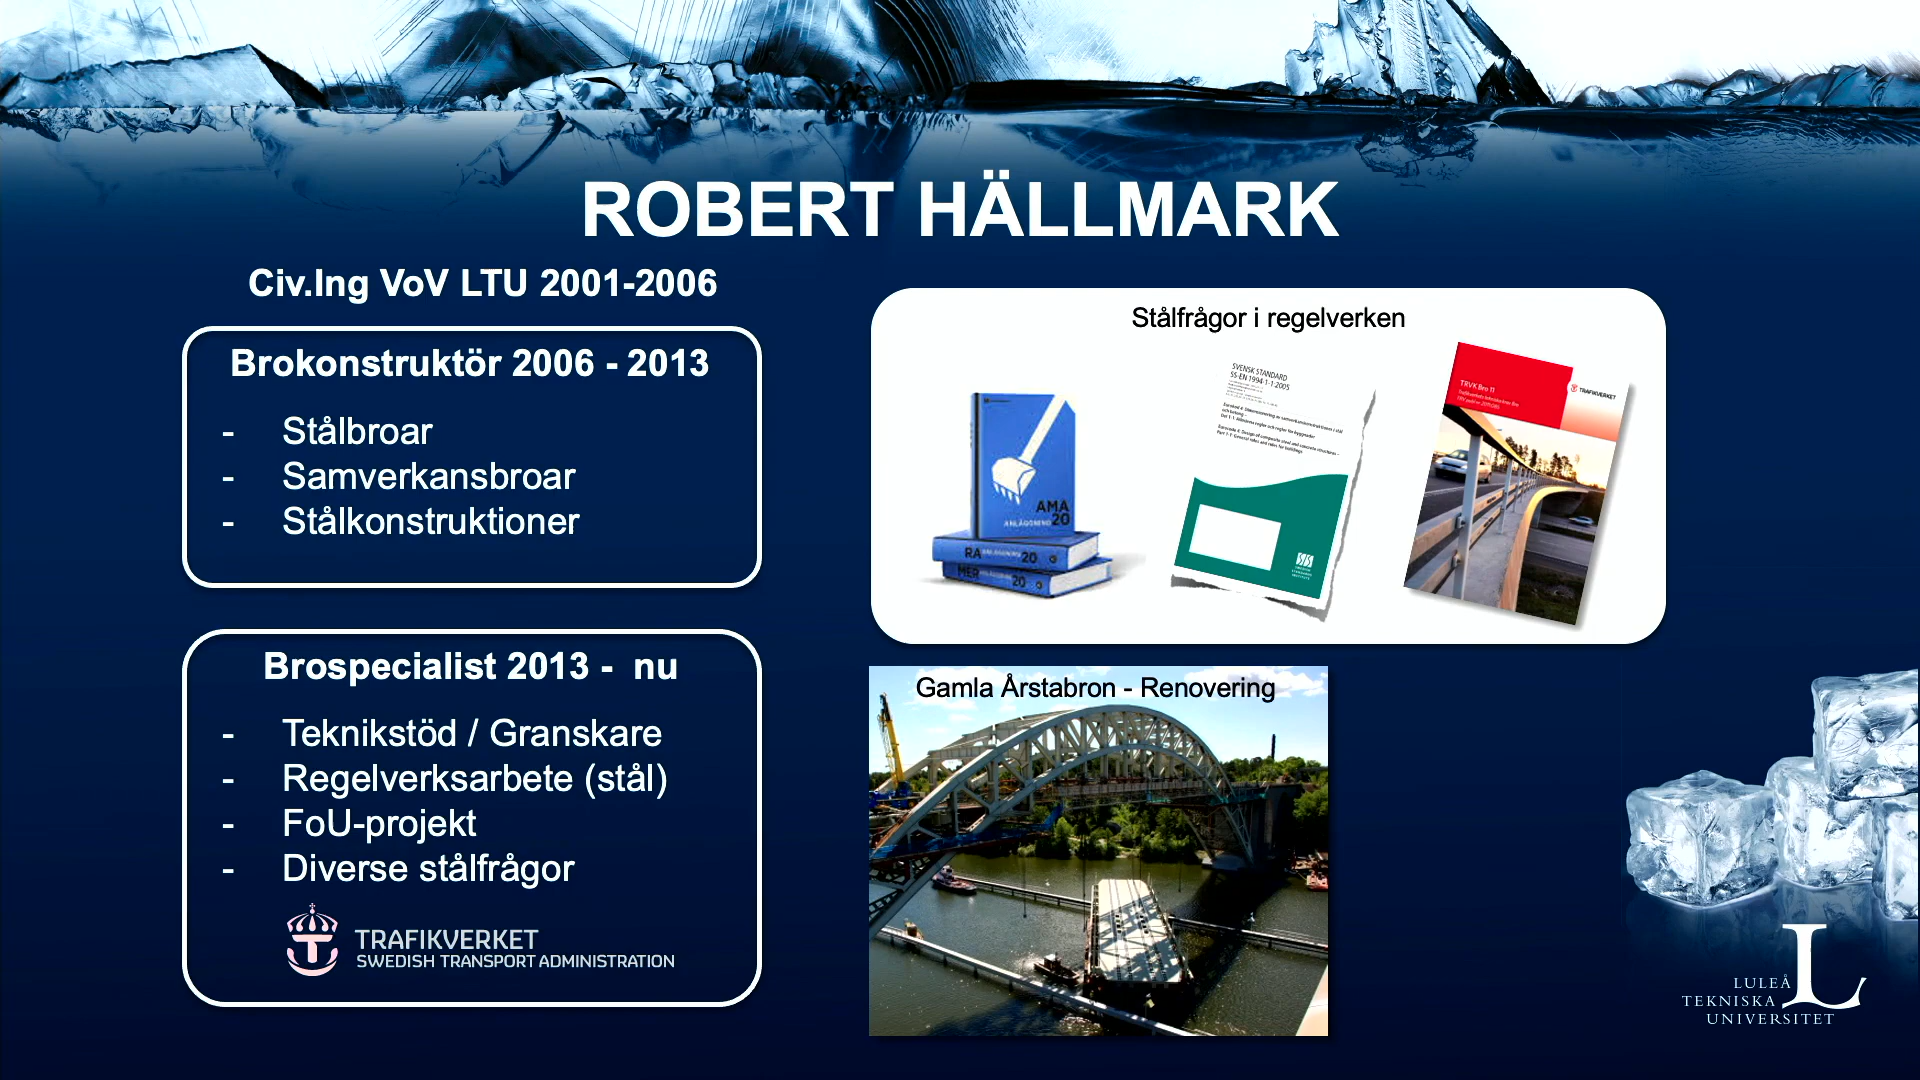 ROBERT HÄLLMARK
Civ.Ing VoV LTU 2001-2006
Brokonstruktör 2006 - 2013
- Stålbroar
- Samverkansbroar
- Stålkonstruktioner
Brospecialist 2013 - nu
- Teknikstöd / Granskare
- Regelverksarbete (stål)
- FoU-projekt
- Diverse stålfrågor
TRAFIKVERKET
SWEDISH TRANSPORT ADMINISTRATION
Stålfrågor i regelverken
AMA
ANLÄGGNING 20
RA 20
MER 20
SVENSK STANDARD
SS-EN 1994-1-1:2005
SIS
TRVK Bro 11
TRAFIKVERKET
Gamla Årstabron - Renovering
LULEÅ
TEKNISKA
UNIVERSITET